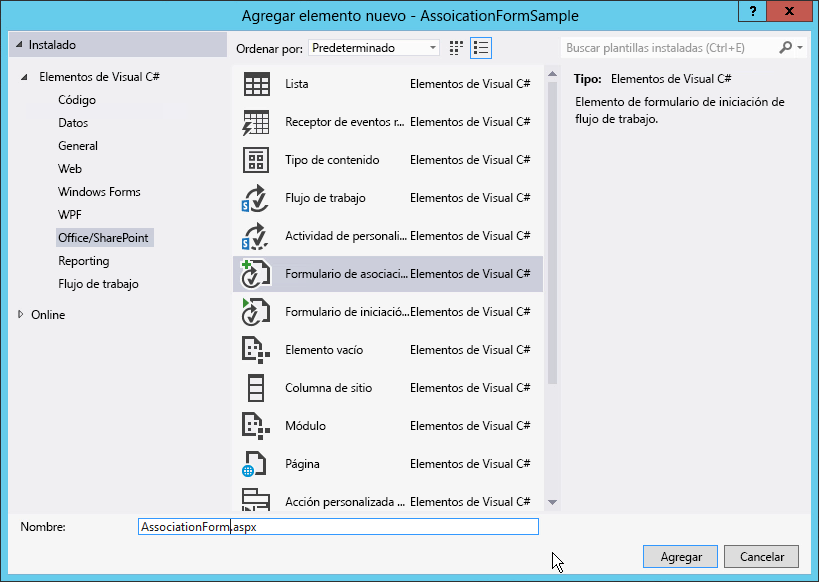 Agregar elemento nuevo - AssoicationFormSample
?
X
Instalado
Elementos de Visual C#
Código
Datos
General
Web
Windows Forms
WPF
Office/SharePoint
Reporting
Flujo de trabajo
Online
Ordenar por: Predeterminado
Lista Elementos de Visual C#
Receptor de eventos r... Elementos de Visual C#
Tipo de contenido Elementos de Visual C#
Flujo de trabajo Elementos de Visual C#
Actividad de personali... Elementos de Visual C#
Formulario de asociaci... Elementos de Visual C#
Formulario de iniciació... Elementos de Visual C#
Elemento vacío Elementos de Visual C#
Columna de sitio Elementos de Visual C#
Módulo Elementos de Visual C#
Página Elementos de Visual C#
Acción personalizada ... Elementos de Visual C#
Buscar plantillas instaladas (Ctrl+E)
Tipo: Elementos de Visual C#
Elemento de formulario de iniciación de
flujo de trabajo.
Nombre: AssociationForm.aspx
Agregar Cancelar